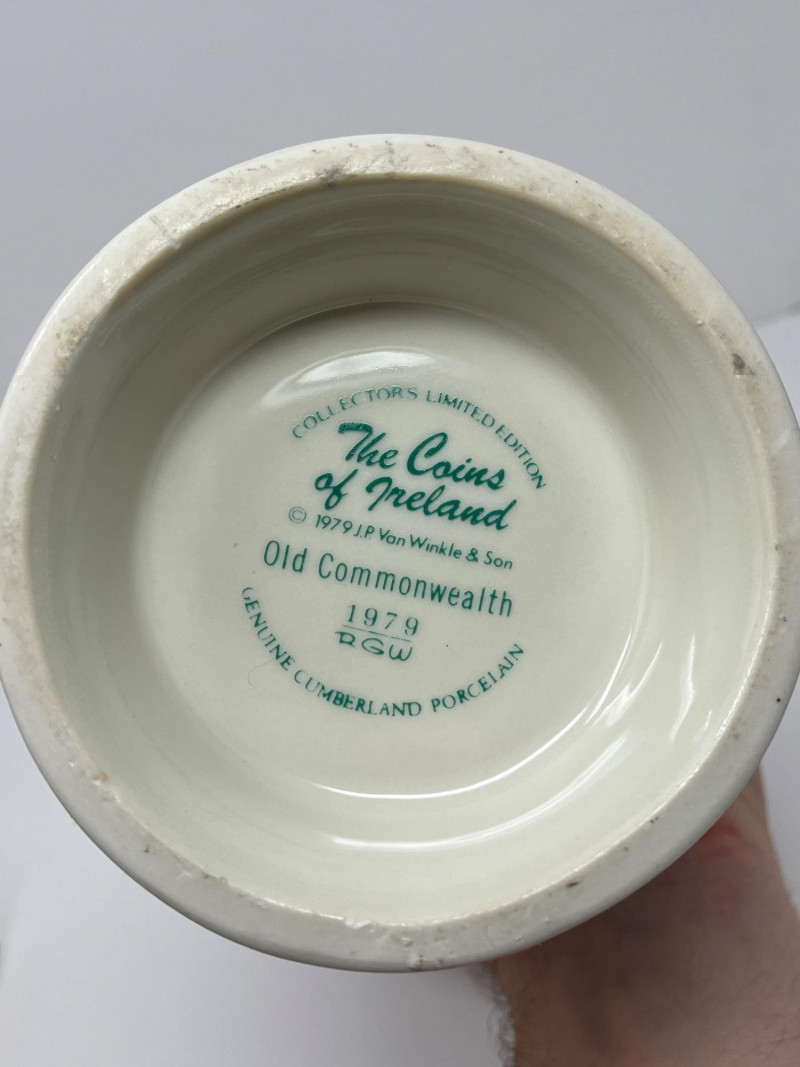 COLLECTOR'S LIMITED EDITION
The Coins
of Ireland
© 1979 J.P. Van Winkle & Son
Old Commonwealth
1979
RGW
GENUINE CUMBERLAND PORCELAIN